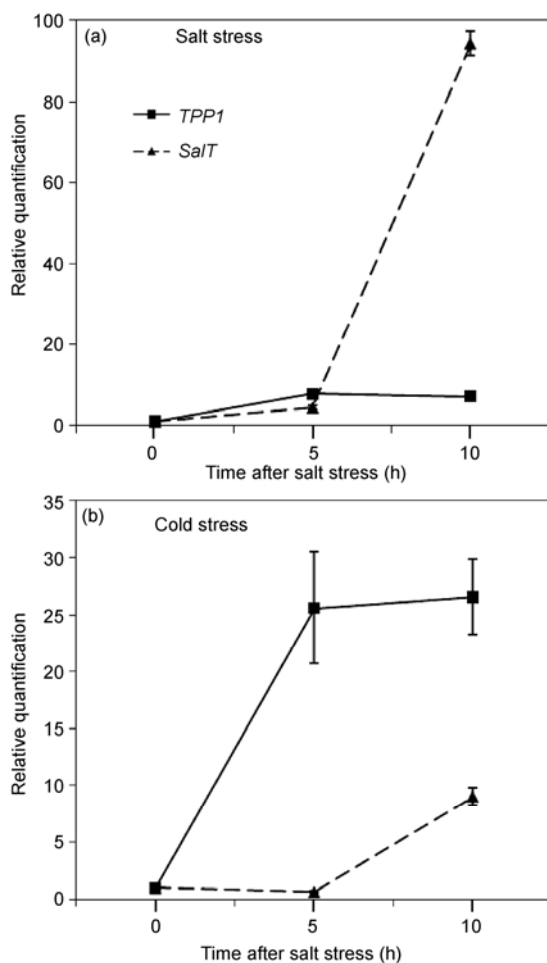 (a) Salt stress
TPP1
SalT
Relative quantification
100
80
60
40
20
0
0 5 10
Time after salt stress (h)
(b) Cold stress
Relative quantification
35
30
25
20
15
10
5
0
0 5 10
Time after salt stress (h)